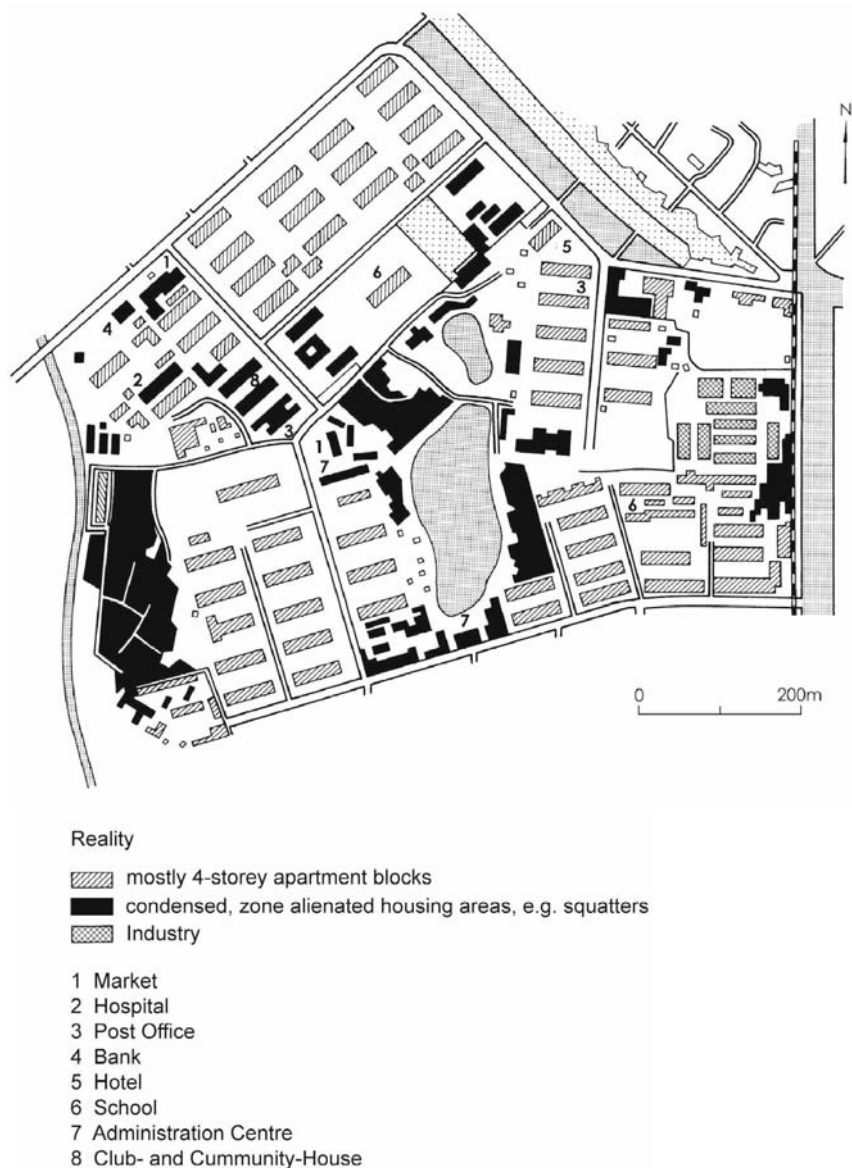 N
1
5
6
3
4
2
8
3
1
7
6
7
0 200m
Reality
mostly 4-storey apartment blocks
condensed, zone alienated housing areas, e.g. squatters
Industry
1 Market
2 Hospital
3 Post Office
4 Bank
5 Hotel
6 School
7 Administration Centre
8 Club- and Cummunity-House